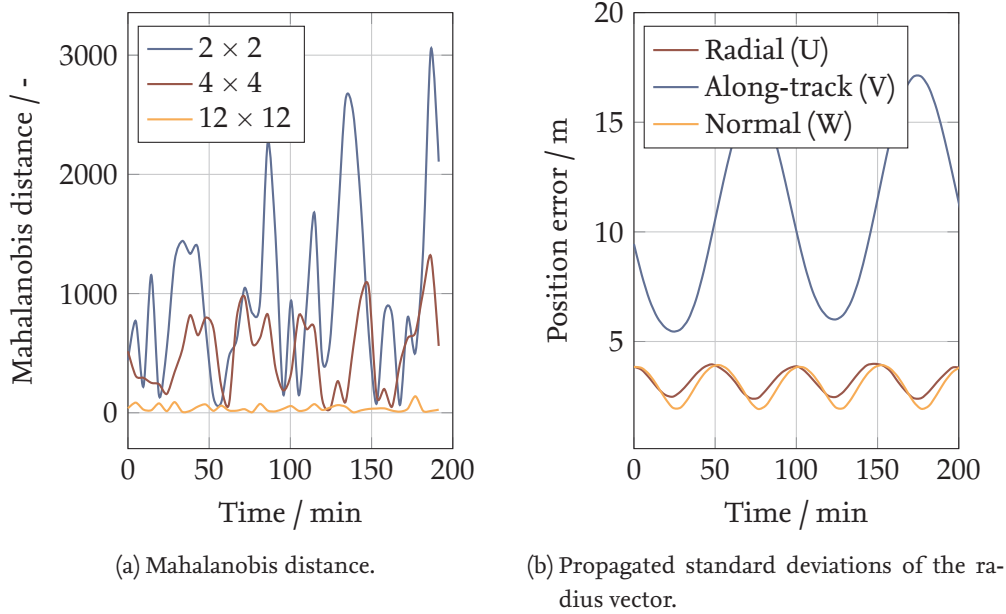 3000
2000
1000
0
0
50
100
150
200
Mahalanobis distance / -
Time / min
2 × 2
4 × 4
12 × 12
(a) Mahalanobis distance.
20
15
10
5
0
50
100
150
200
Position error / m
Time / min
Radial (U)
Along-track (V)
Normal (W)
(b) Propagated standard deviations of the ra-
dius vector.